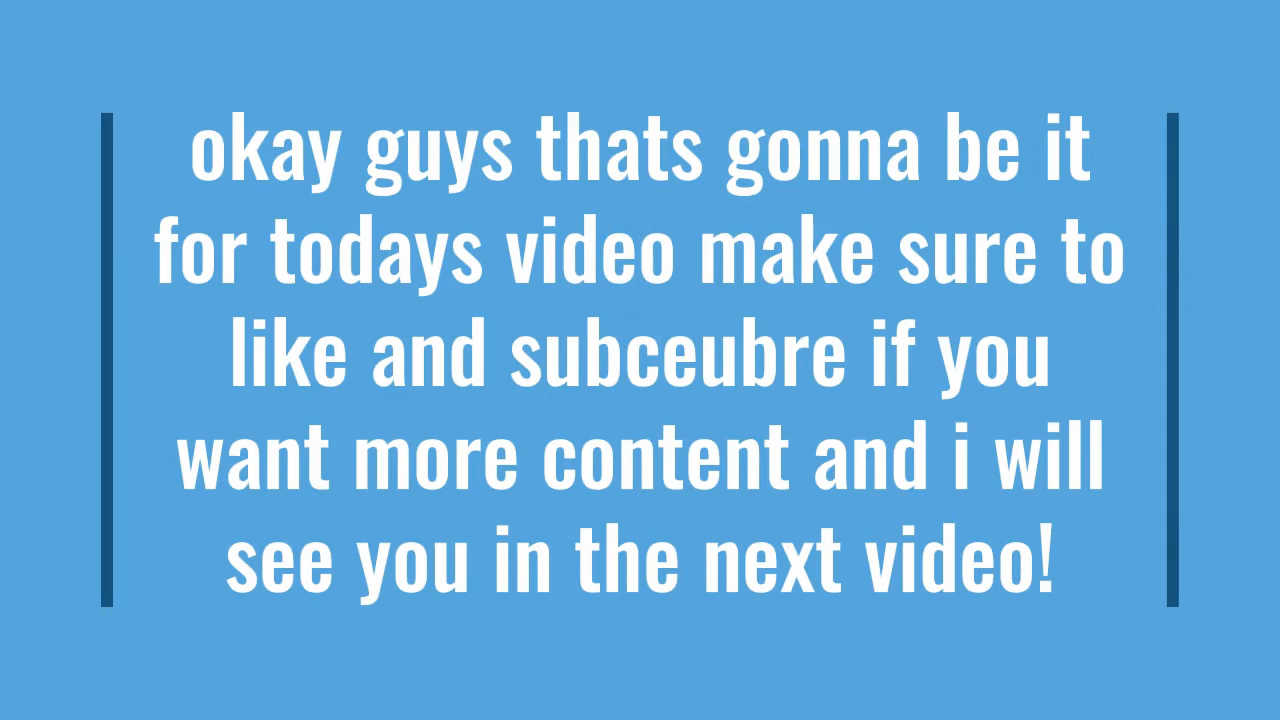 okay guys thats gonna be it
for todays video make sure to
like and subceubre if you
want more content and i will
see you in the next video!